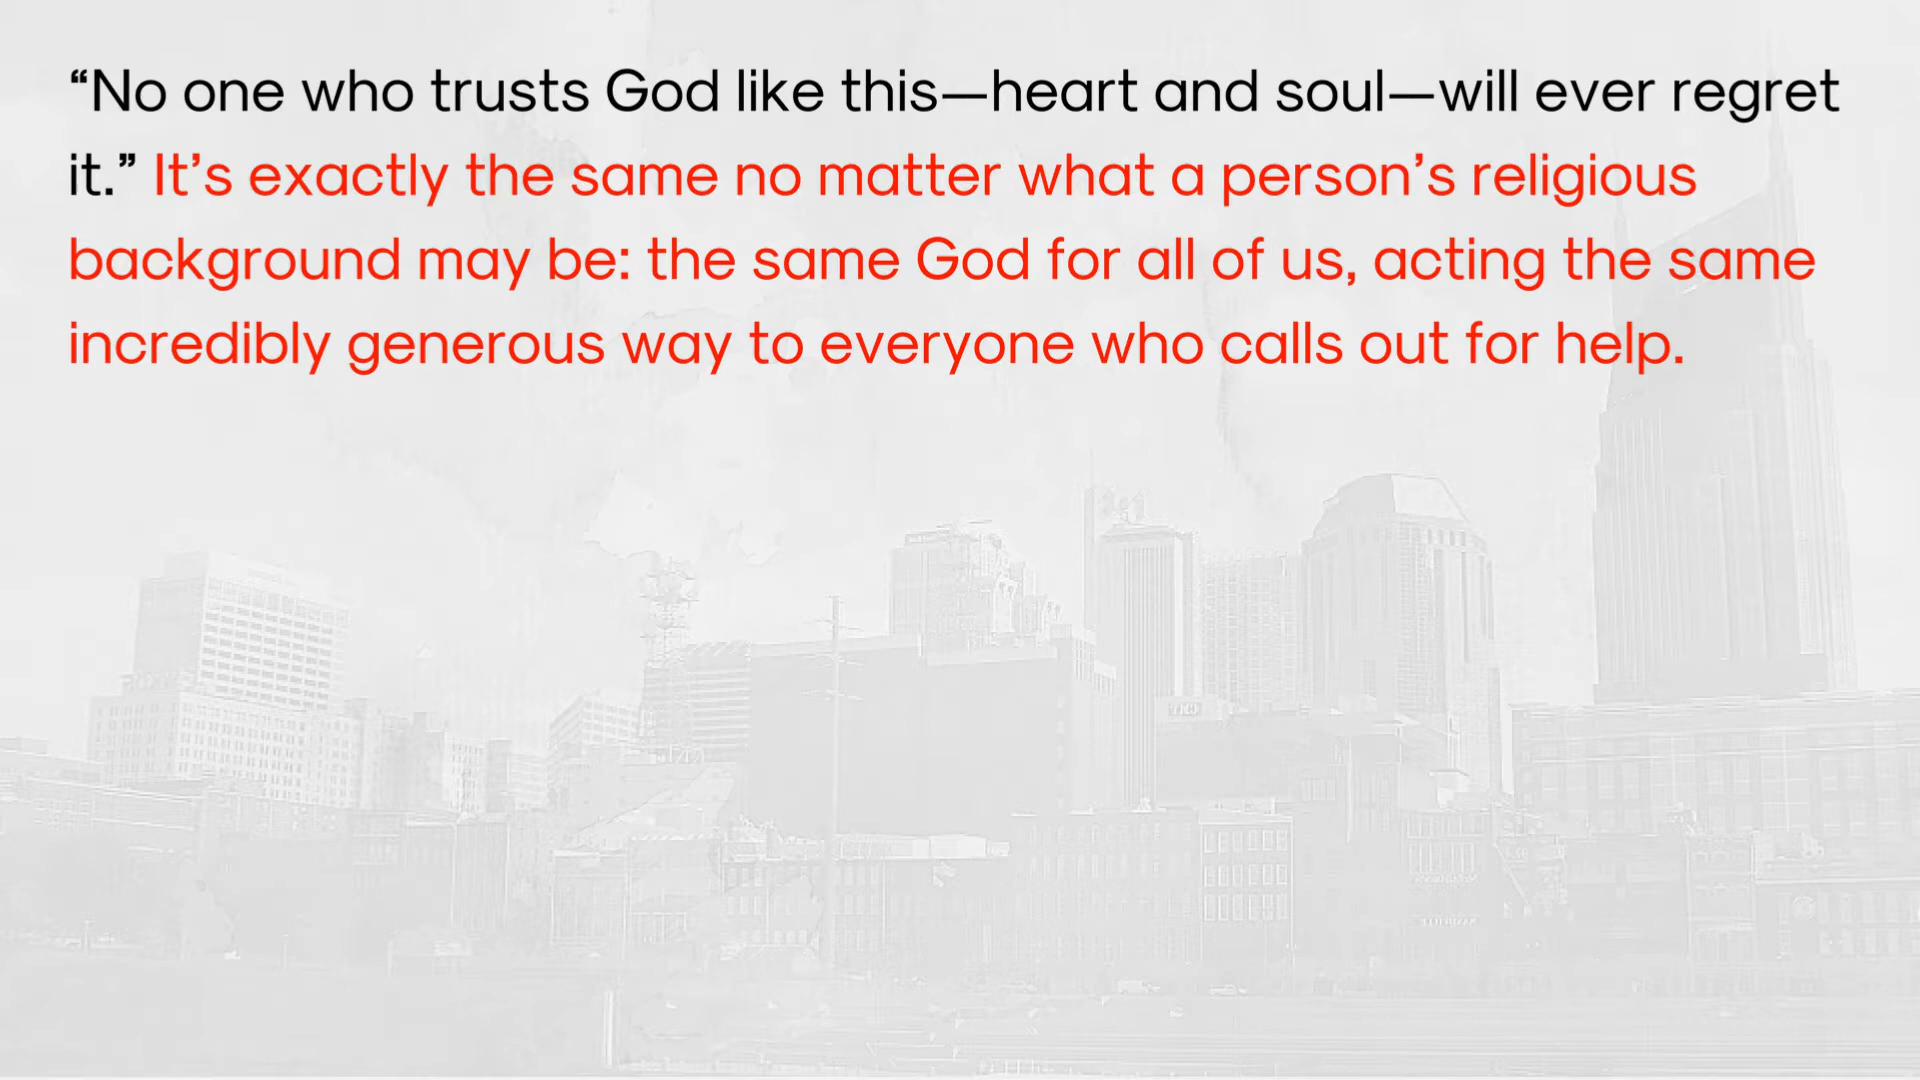 “No one who trusts God like this—heart and soul—will ever regret
it.” It’s exactly the same no matter what a person’s religious
background may be: the same God for all of us, acting the same
incredibly generous way to everyone who calls out for help.